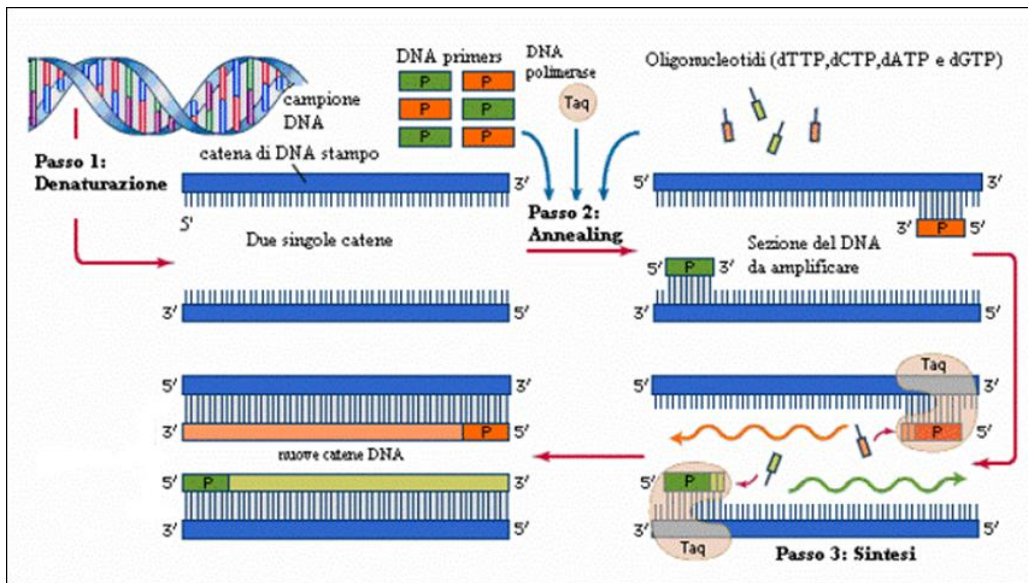 DNA primers
DNA
polimerase
Oligonucleotidi (dTTP,dCTP,dATP e dGTP)
P P
P P
P P
Taq
campione
DNA
catena di DNA stampo
Passo 1:
Denaturazione
3'
5'
Due singole catene
3' 5'
Passo 2:
Annealing
5' 3'
3' P 5'
Sezione del DNA
da amplificare
5' P 3'
3' 5'
5' 3'
3' P 5'
nuove catene DNA
5' P 3'
3' 5'
Taq
5' 3'
3' P 5'
5' P 3'
3' 5'
Taq
Passo 3: Sintesi